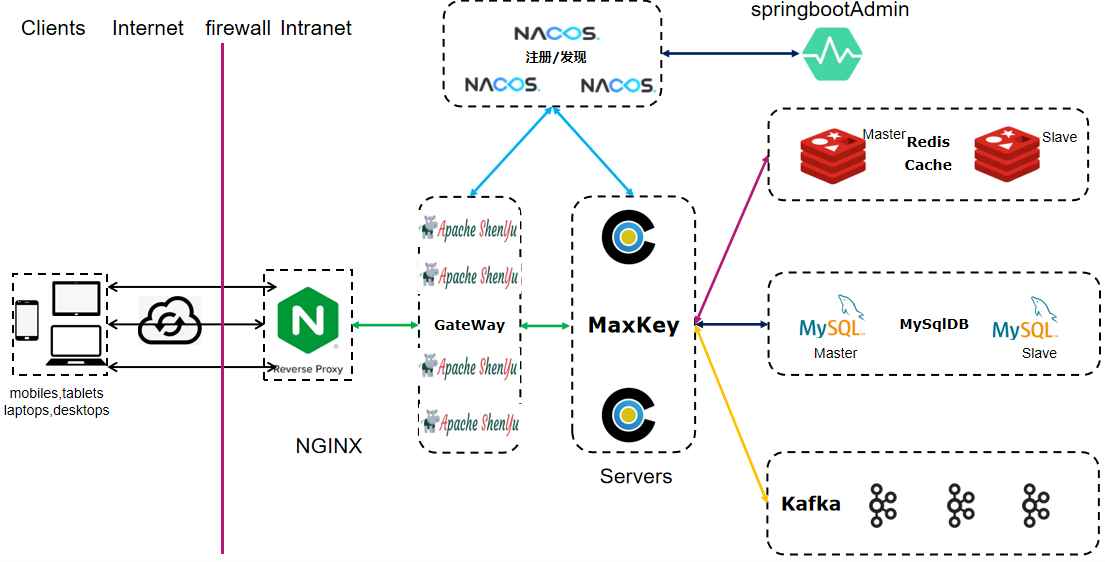 Clients
Internet
firewall
Intranet
NACOS.
注册/发现
NACOS.
NACOS.
springbootAdmin
Master
Redis
Cache
Slave
Apache ShenYu
Apache ShenYu
GateWay
Apache ShenYu
Apache ShenYu
MaxKey
Servers
N
Reverse Proxy
NGINX
mobiles,tablets
laptops,desktops
MySQL
Master
MySqlDB
MySQL
Slave
Kafka